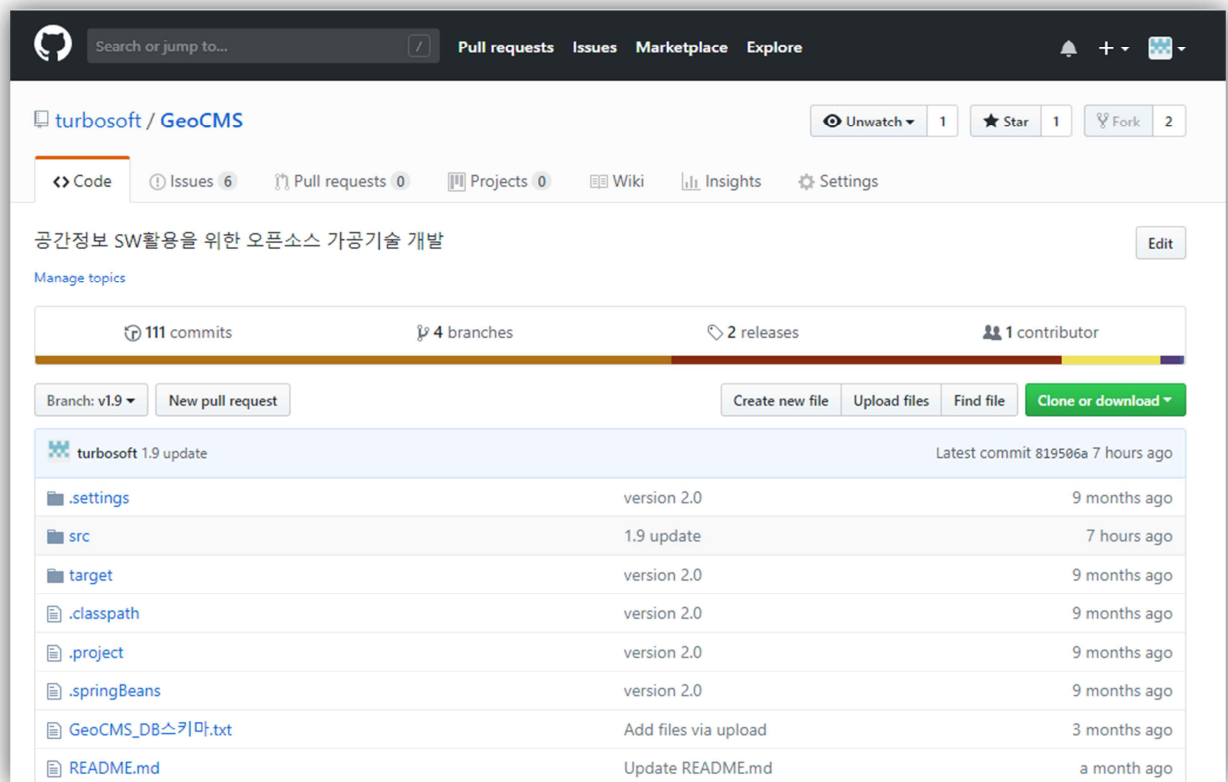 Search or jump to... /
Pull requests Issues Marketplace Explore
turbosoft / GeoCMS
Unwatch 1 Star 1 Fork 2
Code Issues 6 Pull requests 0 Projects 0 Wiki Insights Settings
공간정보 SW활용을 위한 오픈소스 가공기술 개발
Edit
Manage topics
111 commits 4 branches 2 releases 1 contributor
Branch: v1.9 New pull request Create new file Upload files Find file Clone or download
turbosoft 1.9 update Latest commit 819506a 7 hours ago
.settings version 2.0 9 months ago
src 1.9 update 7 hours ago
target version 2.0 9 months ago
.classpath version 2.0 9 months ago
.project version 2.0 9 months ago
.springBeans version 2.0 9 months ago
GeoCMS_DB스키마.txt Add files via upload 3 months ago
README.md Update README.md a month ago